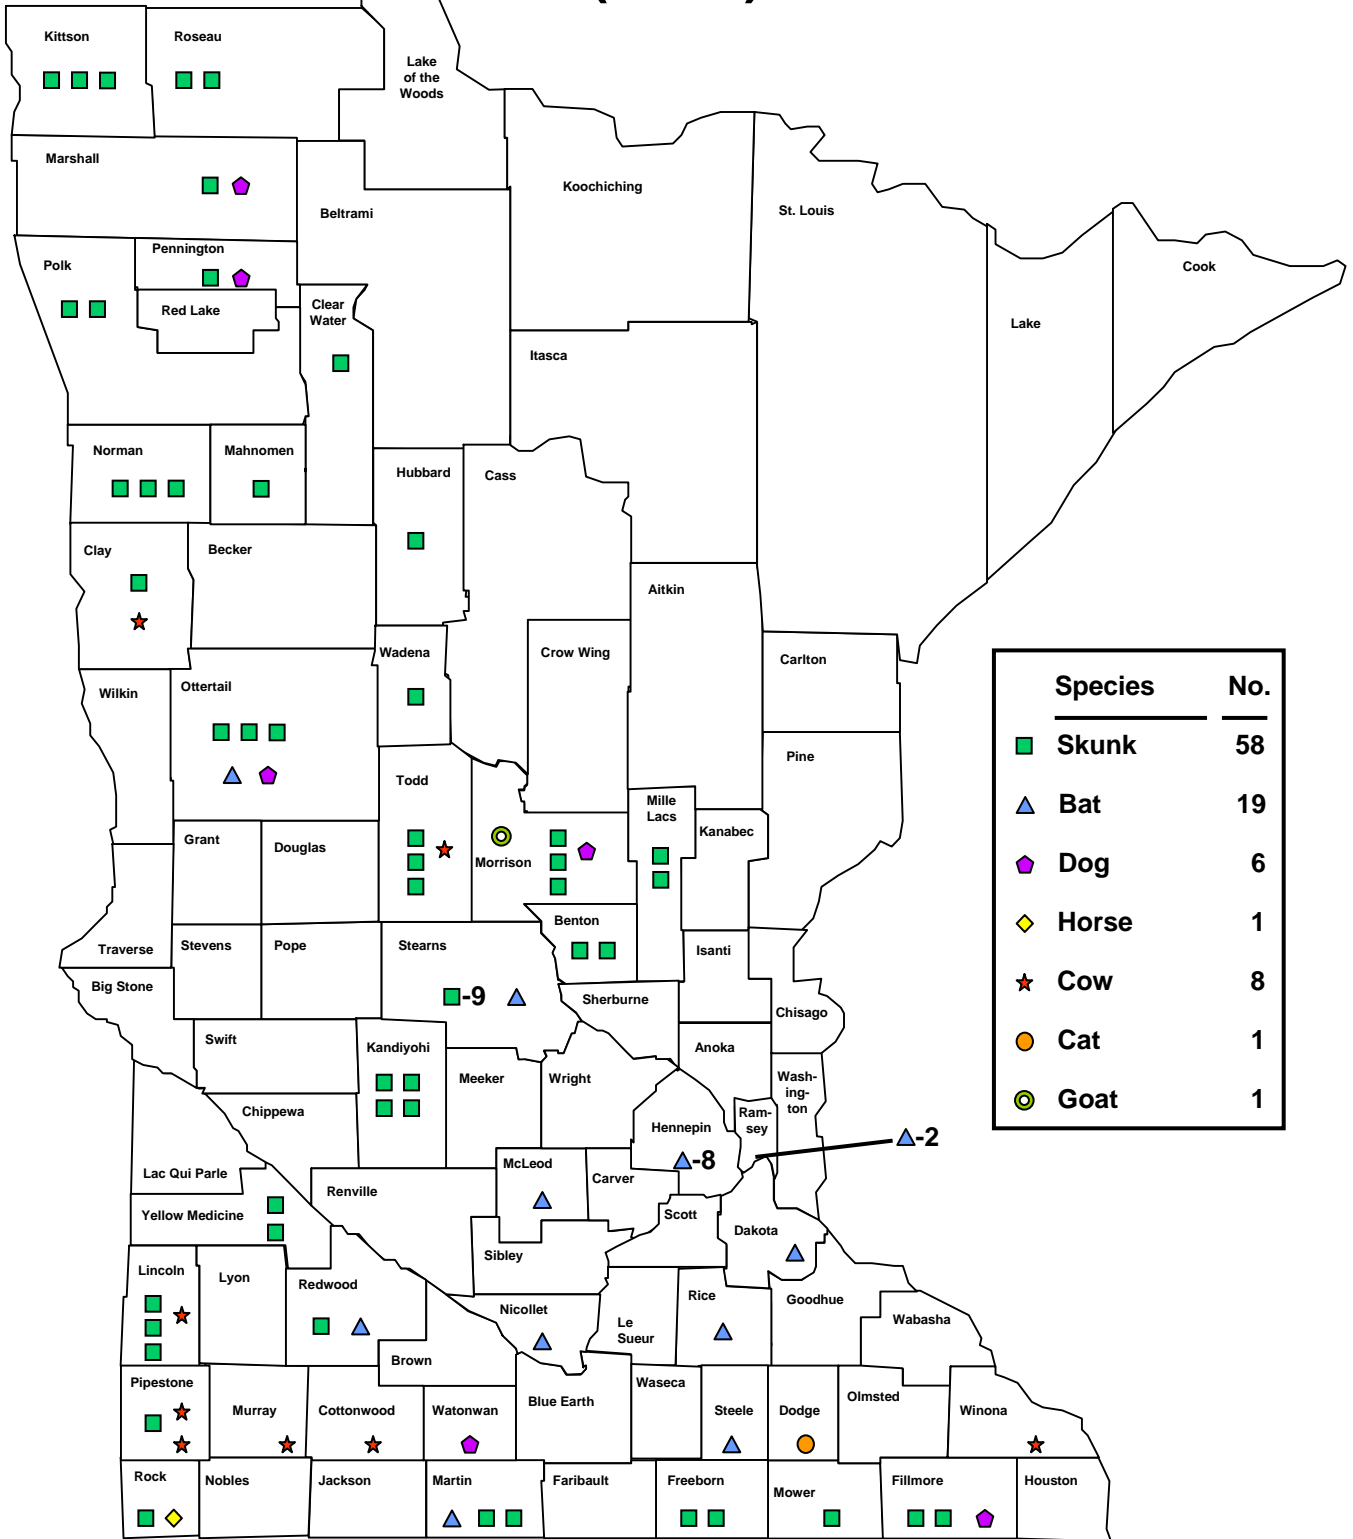 Kittson
Roseau
Lake
of the
Woods
Marshall
Koochiching
St. Louis
Beltrami
Pennington
Polk
Cook
Red Lake
Clear
Water
Lake
Itasca
Norman
Mahnomen
Hubbard
Cass
Clay
Becker
Aitkin
Wadena
Crow Wing
Carlton
Wilkin
Ottertail
Species No.
Skunk 58
Bat 19
Dog 6
Horse 1
Cow 8
Cat 1
Goat 1
Pine
Todd
Mille
Lacs
Kanabec
Grant
Douglas
Morrison
Benton
Traverse
Stevens
Pope
Stearns
Isanti
Big Stone
-9
Sherburne
Chisago
Swift
Kandiyohi
Anoka
Meeker
Wright
Wash-
ing-
ton
Chippewa
Ram-
sey
Hennepin
-2
-8
McLeod
Lac Qui Parle
Carver
Renville
Yellow Medicine
Scott
Dakota
Sibley
Lincoln
Lyon
Redwood
Rice
Goodhue
Nicollet
Le
Sueur
Wabasha
Brown
Pipestone
Waseca
Murray
Cottonwood
Watonwan
Blue Earth
Steele
Dodge
Olmsted
Winona
Rock
Nobles
Jackson
Martin
Faribault
Freeborn
Mower
Fillmore
Houston